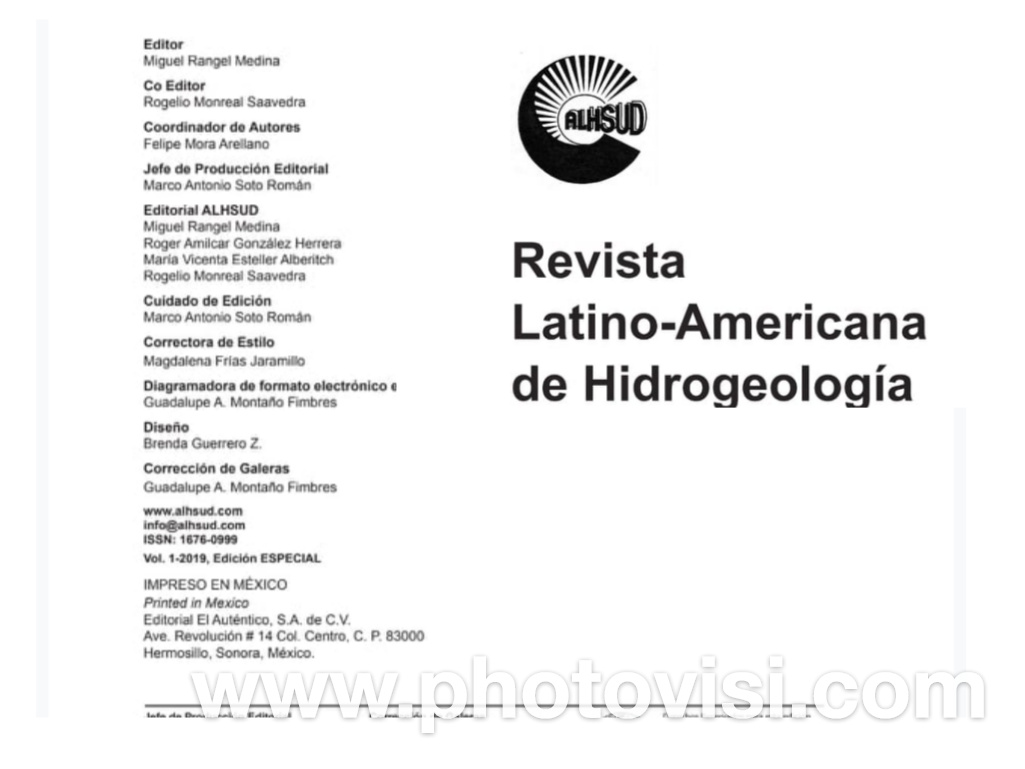 Editor
Miguel Rangel Medina
Co Editor
Rogelio Monreal Saavedra
Coordinador de Autores
Felipe Mora Arellano
Jefe de Producción Editorial
Marco Antonio Soto Román
Editorial ALHSUD
Miguel Rangel Medina
Roger Amilcar González Herrera
María Vicenta Esteller Alberitch
Rogelio Monreal Saavedra
Cuidado de Edición
Marco Antonio Soto Román
Correctora de Estilo
Magdalena Frías Jaramillo
Diagramadora de formato electrónico e
Guadalupe A. Montaño Fimbres
Diseño
Brenda Guerrero Z.
Corrección de Galeras
Guadalupe A. Montaño Fimbres
www.alhsud.com
info@alhsud.com
ISSN: 1676-0999
Vol. 1-2019, Edición ESPECIAL
IMPRESO EN MÉXICO
Printed in Mexico
Editorial El Auténtico, S.A. de C.V.
Ave. Revolución # 14 Col. Centro, C. P. 83000
Hermosillo, Sonora, México.
ALHSUD
Revista
Latino-Americana
de Hidrogeología
www.photovisi.com
Jefe de Producción Editorial